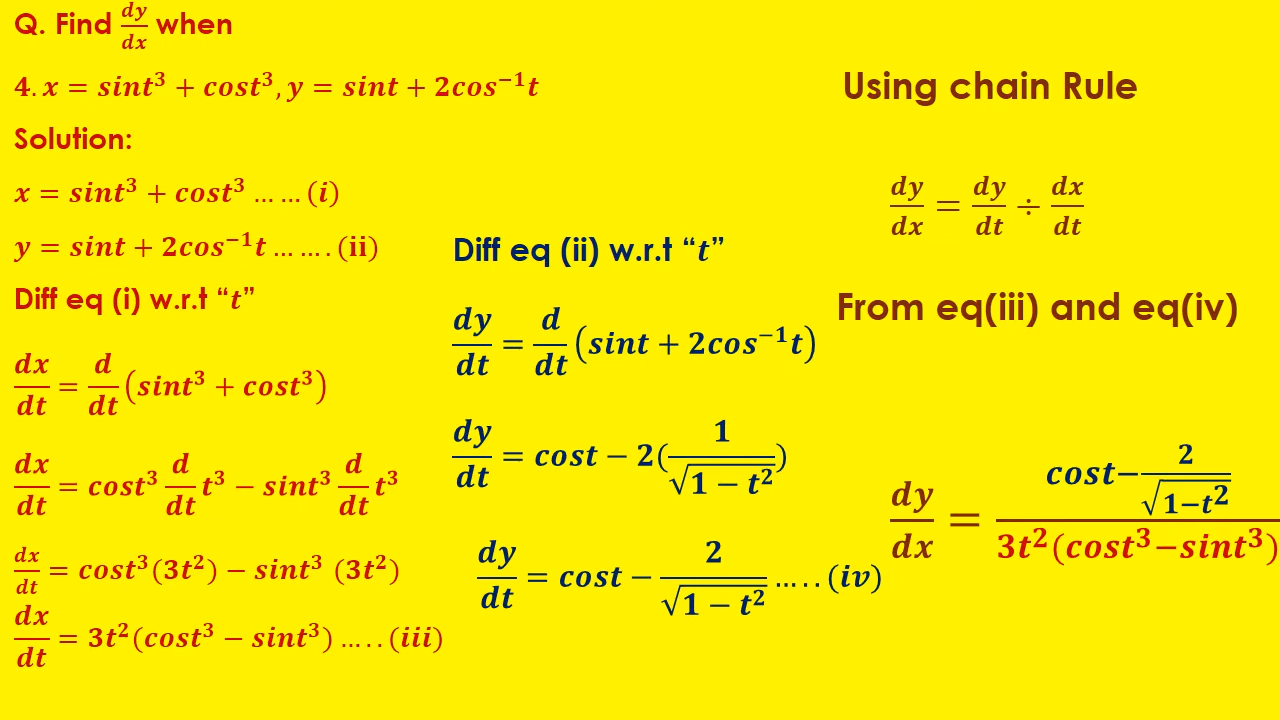 Q. Find dy/dx when
4. x = sint³ + cost³, y = sint + 2cos⁻¹t
Solution:
x = sint³ + cost³ ... ... (i)
y = sint + 2cos⁻¹t ... ... . (ii)
Diff eq (i) w.r.t “t”
dx/dt = d/dt (sint³ + cost³)
dx/dt = cost³ d/dt t³ − sint³ d/dt t³
dx/dt = cost³(3t²) − sint³ (3t²)
dx/dt = 3t²(cost³ − sint³) ... . . (iii)
Diff eq (ii) w.r.t “t”
dy/dt = d/dt (sint + 2cos⁻¹t)
dy/dt = cost − 2(1/√(1 − t²))
dy/dt = cost − 2/√(1 − t²) ... . . (iv)
Using chain Rule
dy/dx = dy/dt ÷ dx/dt
From eq(iii) and eq(iv)
dy/dx = (cost − 2/√(1−t²)) / (3t²(cost³−sint³))